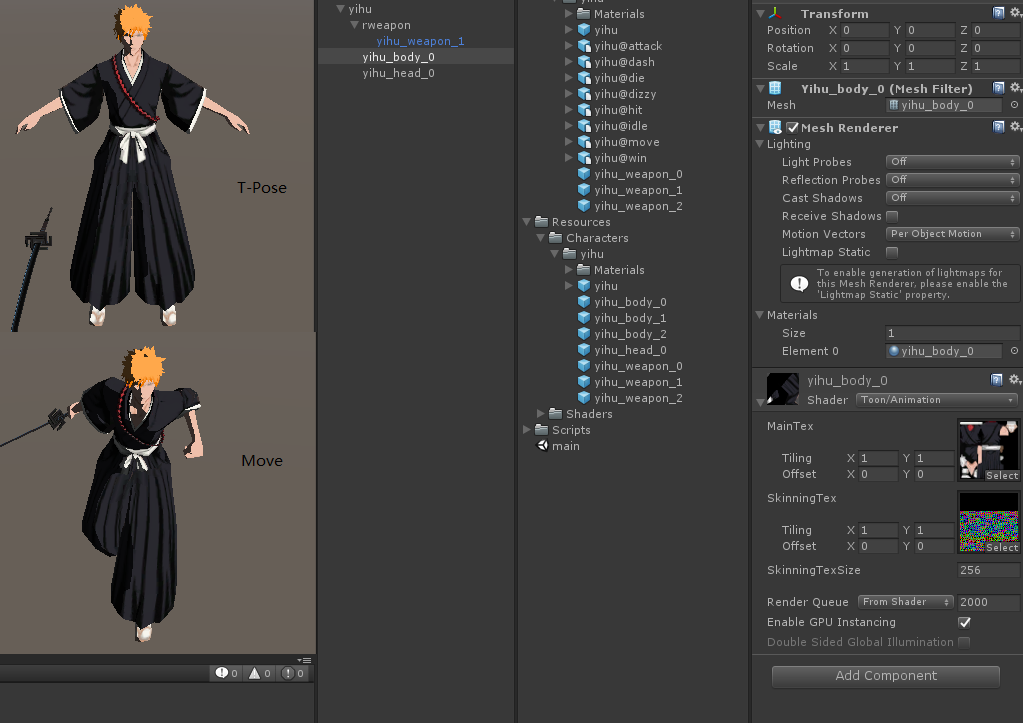 T-Pose
Move
0
0
0
yihu
rweapon
yihu_weapon_1
yihu_body_0
yihu_head_0
Materials
yihu
yihu@attack
yihu@dash
yihu@die
yihu@dizzy
yihu@hit
yihu@idle
yihu@move
yihu@win
yihu_weapon_0
yihu_weapon_1
yihu_weapon_2
Resources
Characters
yihu
Materials
yihu
yihu_body_0
yihu_body_1
yihu_body_2
yihu_head_0
yihu_weapon_0
yihu_weapon_1
yihu_weapon_2
Shaders
Scripts
main
Transform
Position X 0 Y 0 Z 0
Rotation X 0 Y 0 Z 0
Scale X 1 Y 1 Z 1
Yihu_body_0 (Mesh Filter)
Mesh yihu_body_0
Mesh Renderer
Lighting
Light Probes Off
Reflection Probes Off
Cast Shadows Off
Receive Shadows
Motion Vectors Per Object Motion
Lightmap Static
To enable generation of lightmaps for
this Mesh Renderer, please enable the
'Lightmap Static' property.
Materials
Size 1
Element 0 yihu_body_0
yihu_body_0
Shader Toon/Animation
MainTex
Tiling X 1 Y 1
Offset X 0 Y 0
Select
SkinningTex
Tiling X 1 Y 1
Offset X 0 Y 0
Select
SkinningTexSize 256
Render Queue From Shader 2000
Enable GPU Instancing
Double Sided Global Illumination
Add Component